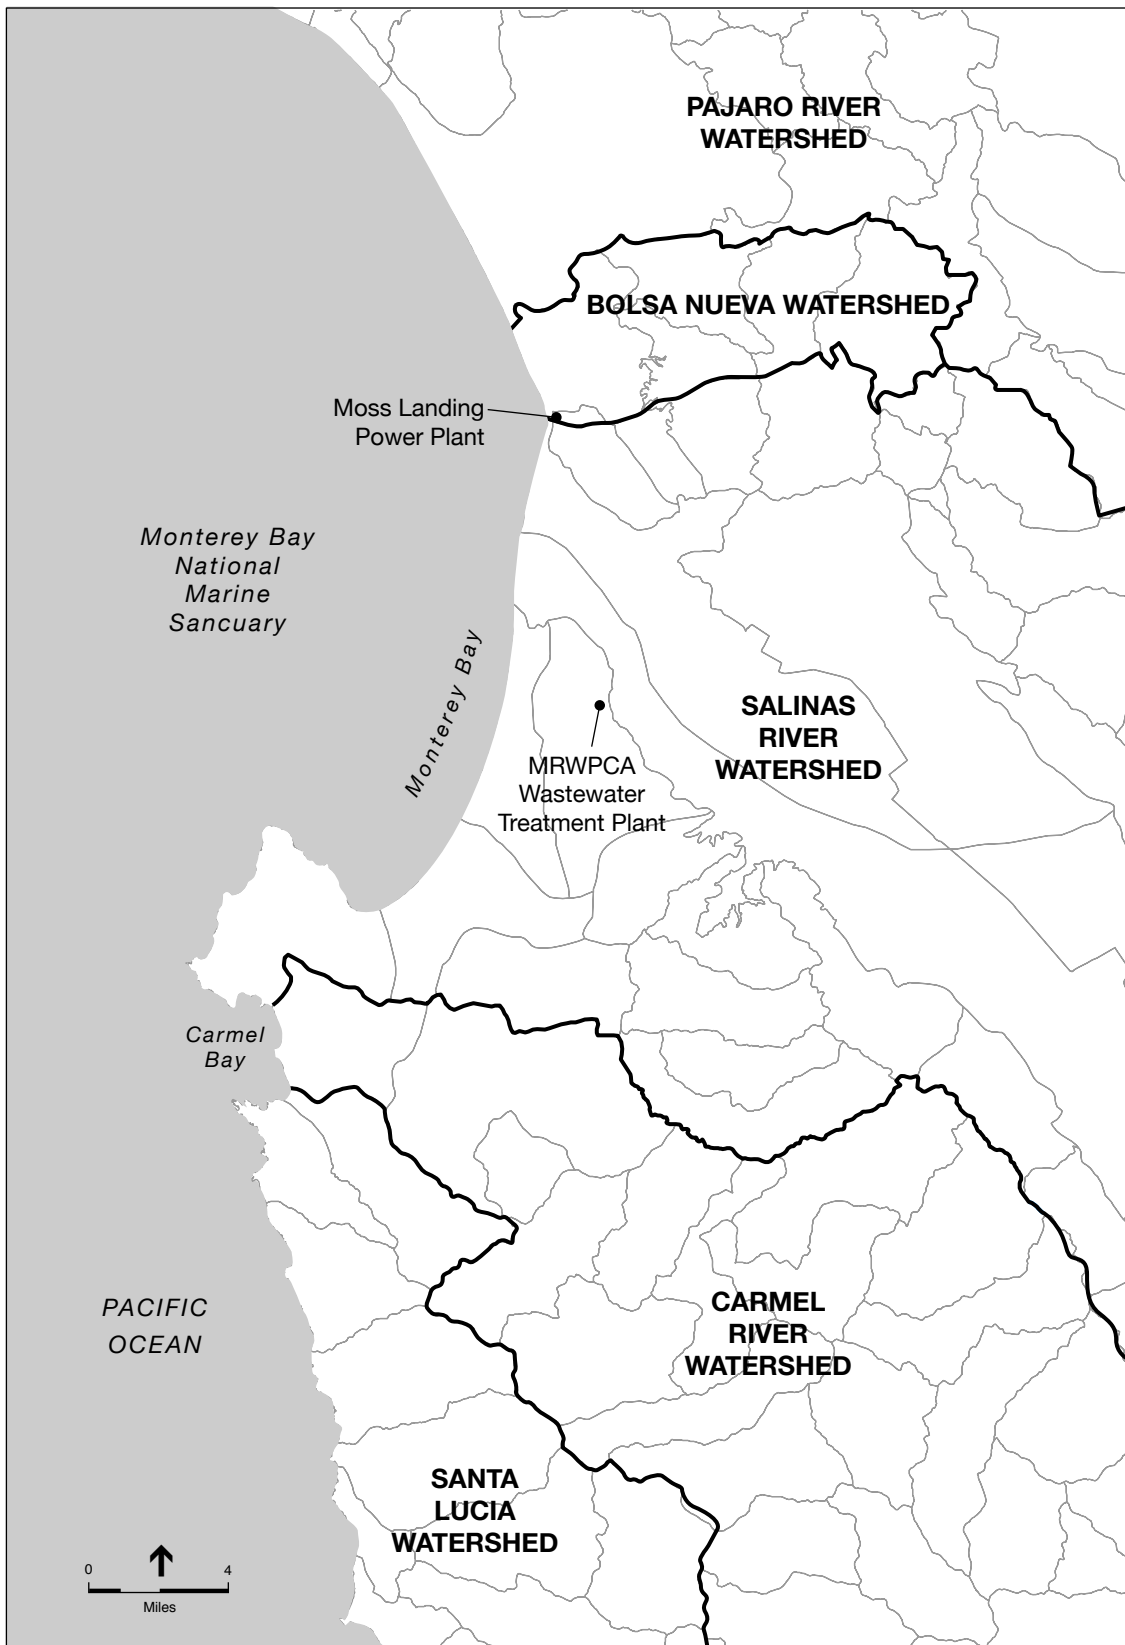 PAJARO RIVER
WATERSHED
BOLSA NUEVA WATERSHED
Moss Landing
Power Plant
Monterey Bay
National
Marine
Sancuary
Monterey Bay
SALINAS
RIVER
WATERSHED
MRWPCA
Wastewater
Treatment Plant
Carmel
Bay
PACIFIC
OCEAN
CARMEL
RIVER
WATERSHED
SANTA
LUCIA
WATERSHED
0 4
Miles